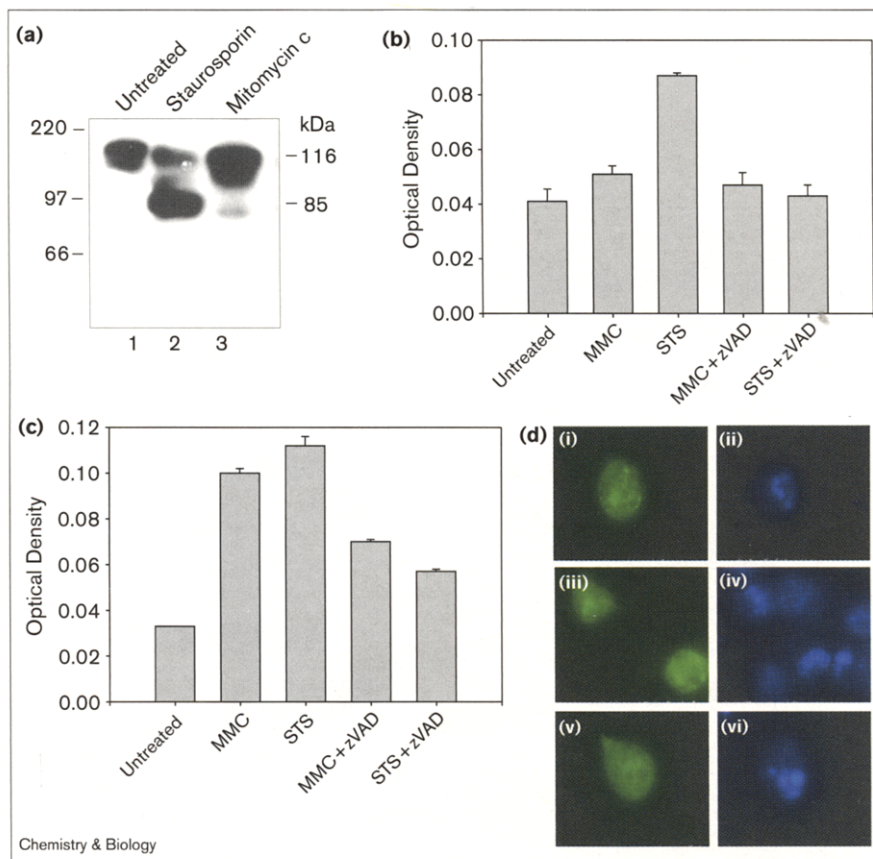 (a)
Untreated
Staurosporin
Mitomycin c
220
97
66
kDa
116
85
1 2 3
(b)
Optical Density
0.10
0.08
0.06
0.04
0.02
0.00
Untreated
MMC
STS
MMC+zVAD
STS+zVAD
(c)
Optical Density
0.12
0.10
0.08
0.06
0.04
0.02
0.00
Untreated
MMC
STS
MMC+zVAD
STS+zVAD
(d)
(i)
(ii)
(iii)
(iv)
(v)
(vi)
Chemistry & Biology